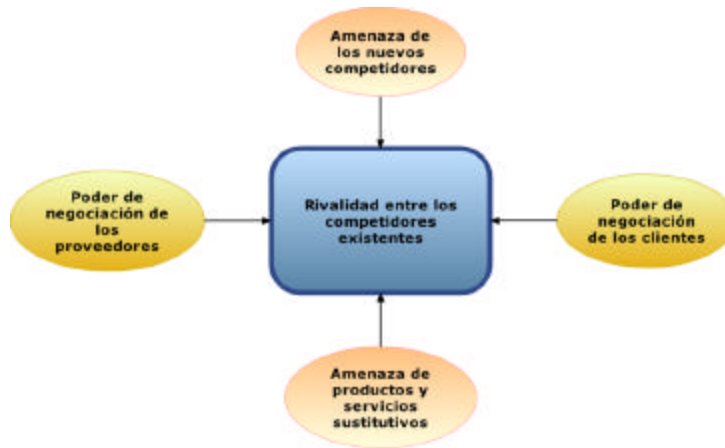 Amenaza de
los nuevos
competidores
Poder de
negociación de
los
proveedores
Rivalidad entre los
competidores
existentes
Poder de
negociación
de los clientes
Amenaza de
productos y
servicios
sustitutivos